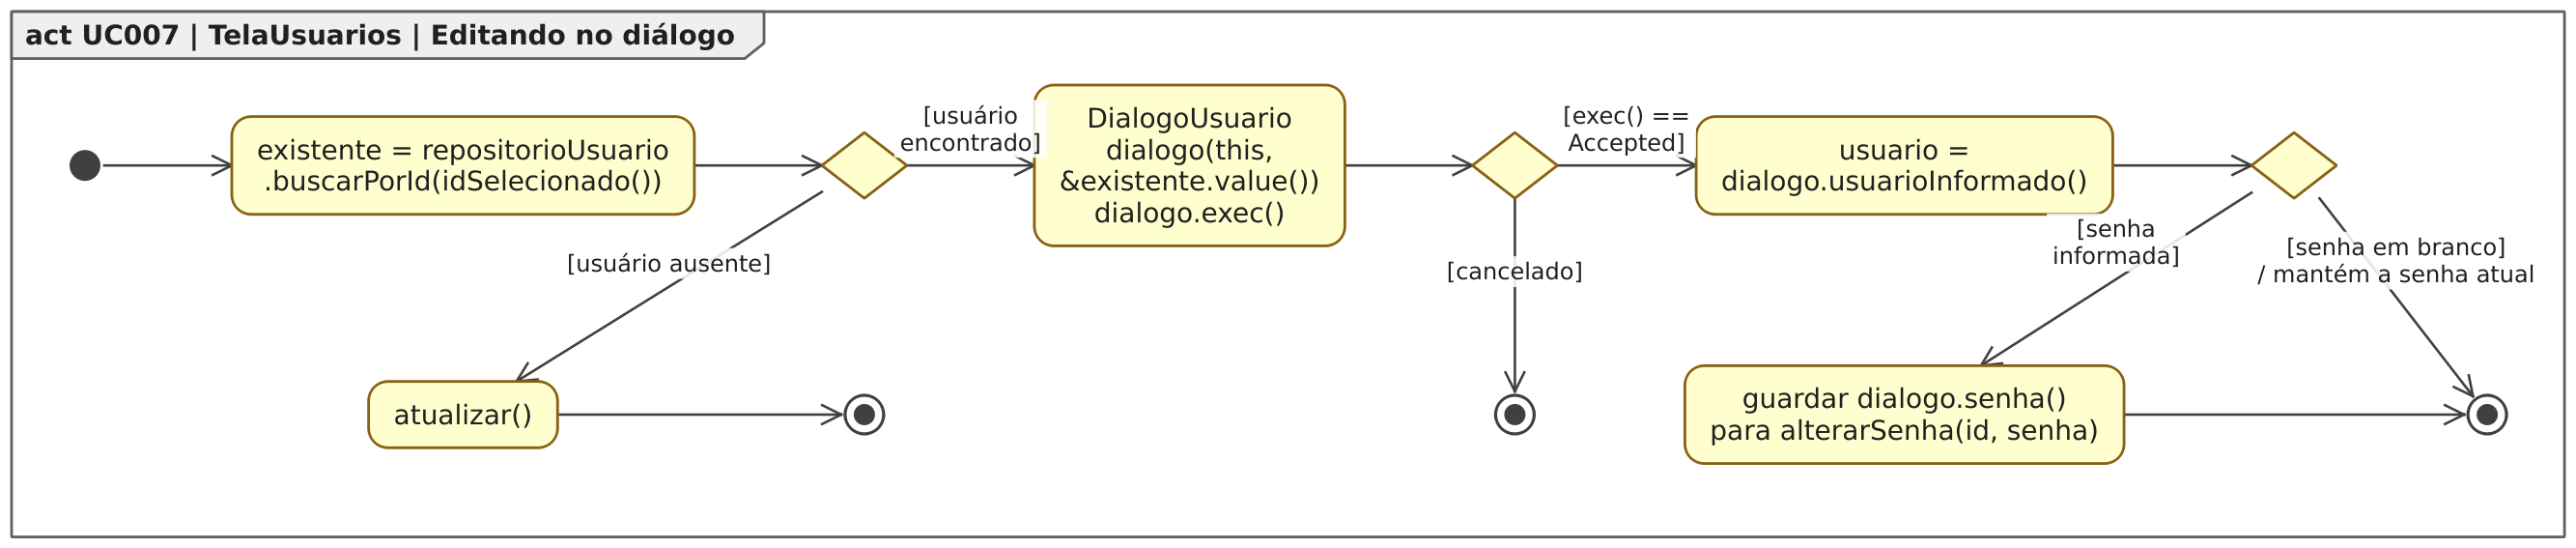 act UC007 | TelaUsuarios | Editando no diálogo
existente = repositorioUsuario
.buscarPorId(idSelecionado())
[usuário
encontrado]
DialogoUsuario
dialogo(this,
&existente.value())
dialogo.exec()
[exec() ==
Accepted]
usuario =
dialogo.usuarioInformado()
[usuário ausente]
[cancelado]
[senha
informada]
[senha em branco]
/ mantém a senha atual
atualizar()
guardar dialogo.senha()
para alterarSenha(id, senha)